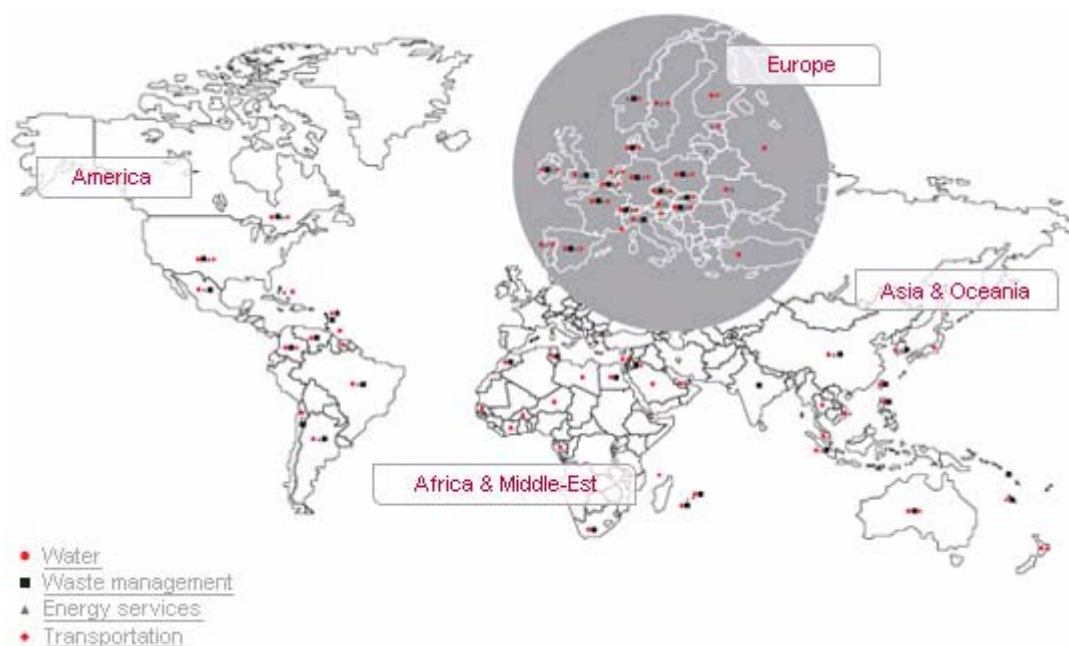 Europe
America
Asia & Oceania
Africa & Middle-Est
Water
Waste management
Energy services
Transportation